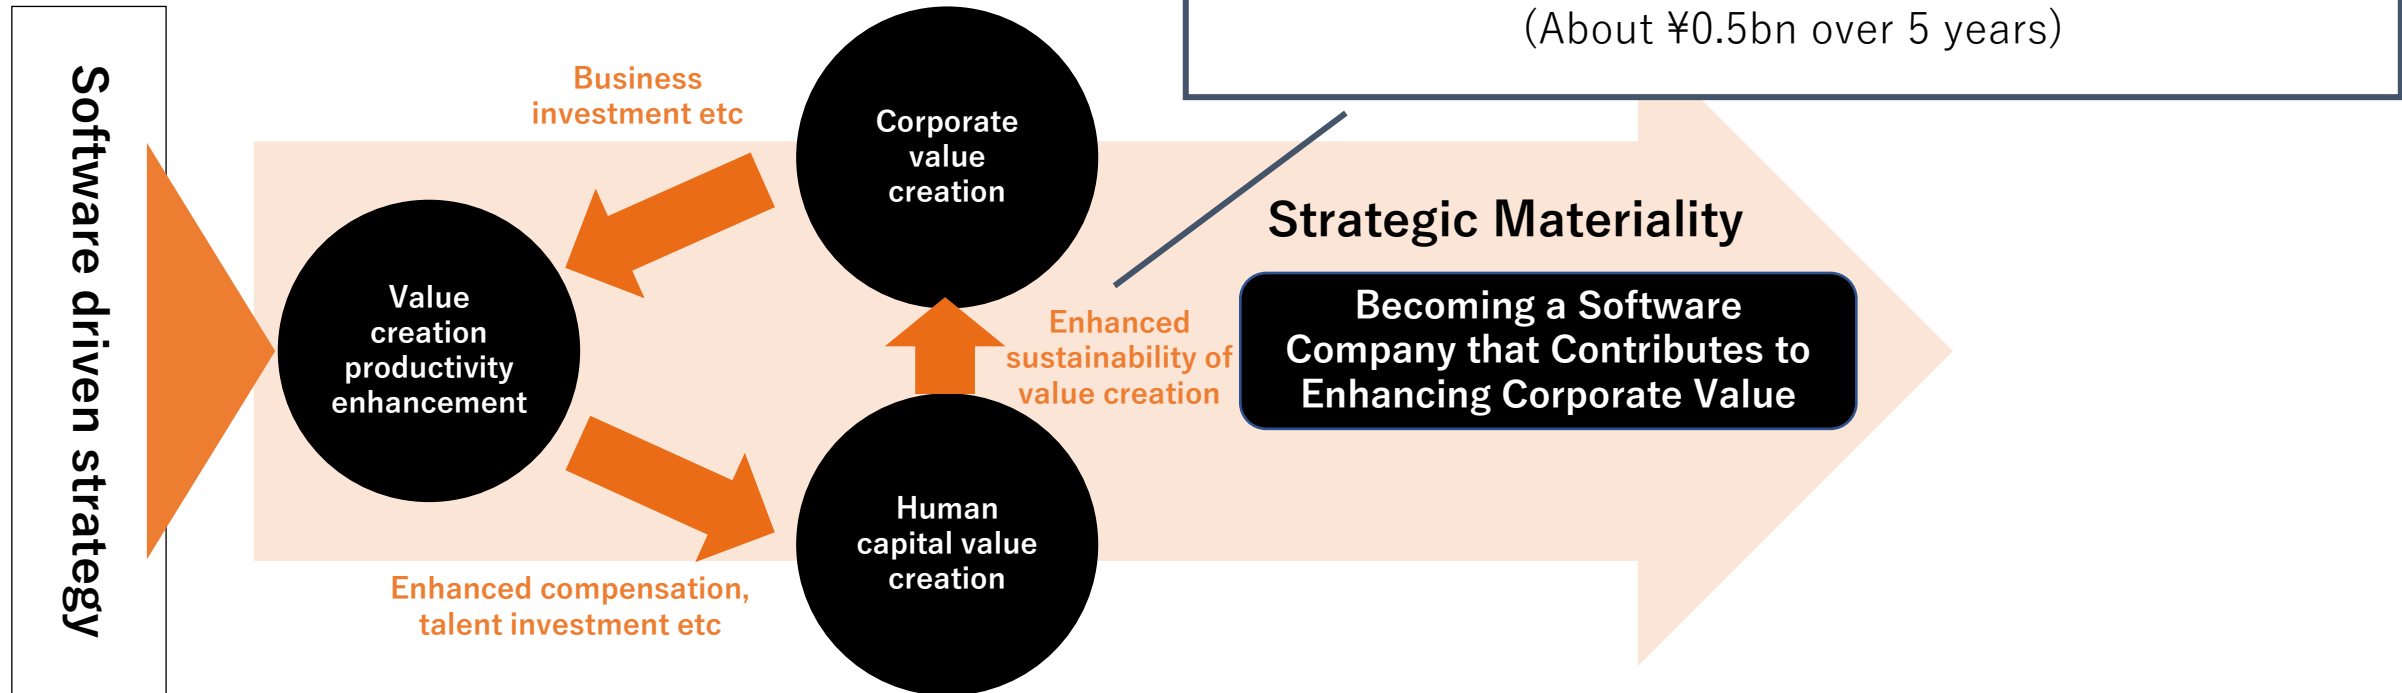 Software driven strategy
(About ¥0.5bn over 5 years)
Business
investment etc
Corporate
value
creation
Value
creation
productivity
enhancement
Enhanced
sustainability of
value creation
Strategic Materiality
Becoming a Software
Company that Contributes to
Enhancing Corporate Value
Human
capital value
creation
Enhanced compensation,
talent investment etc